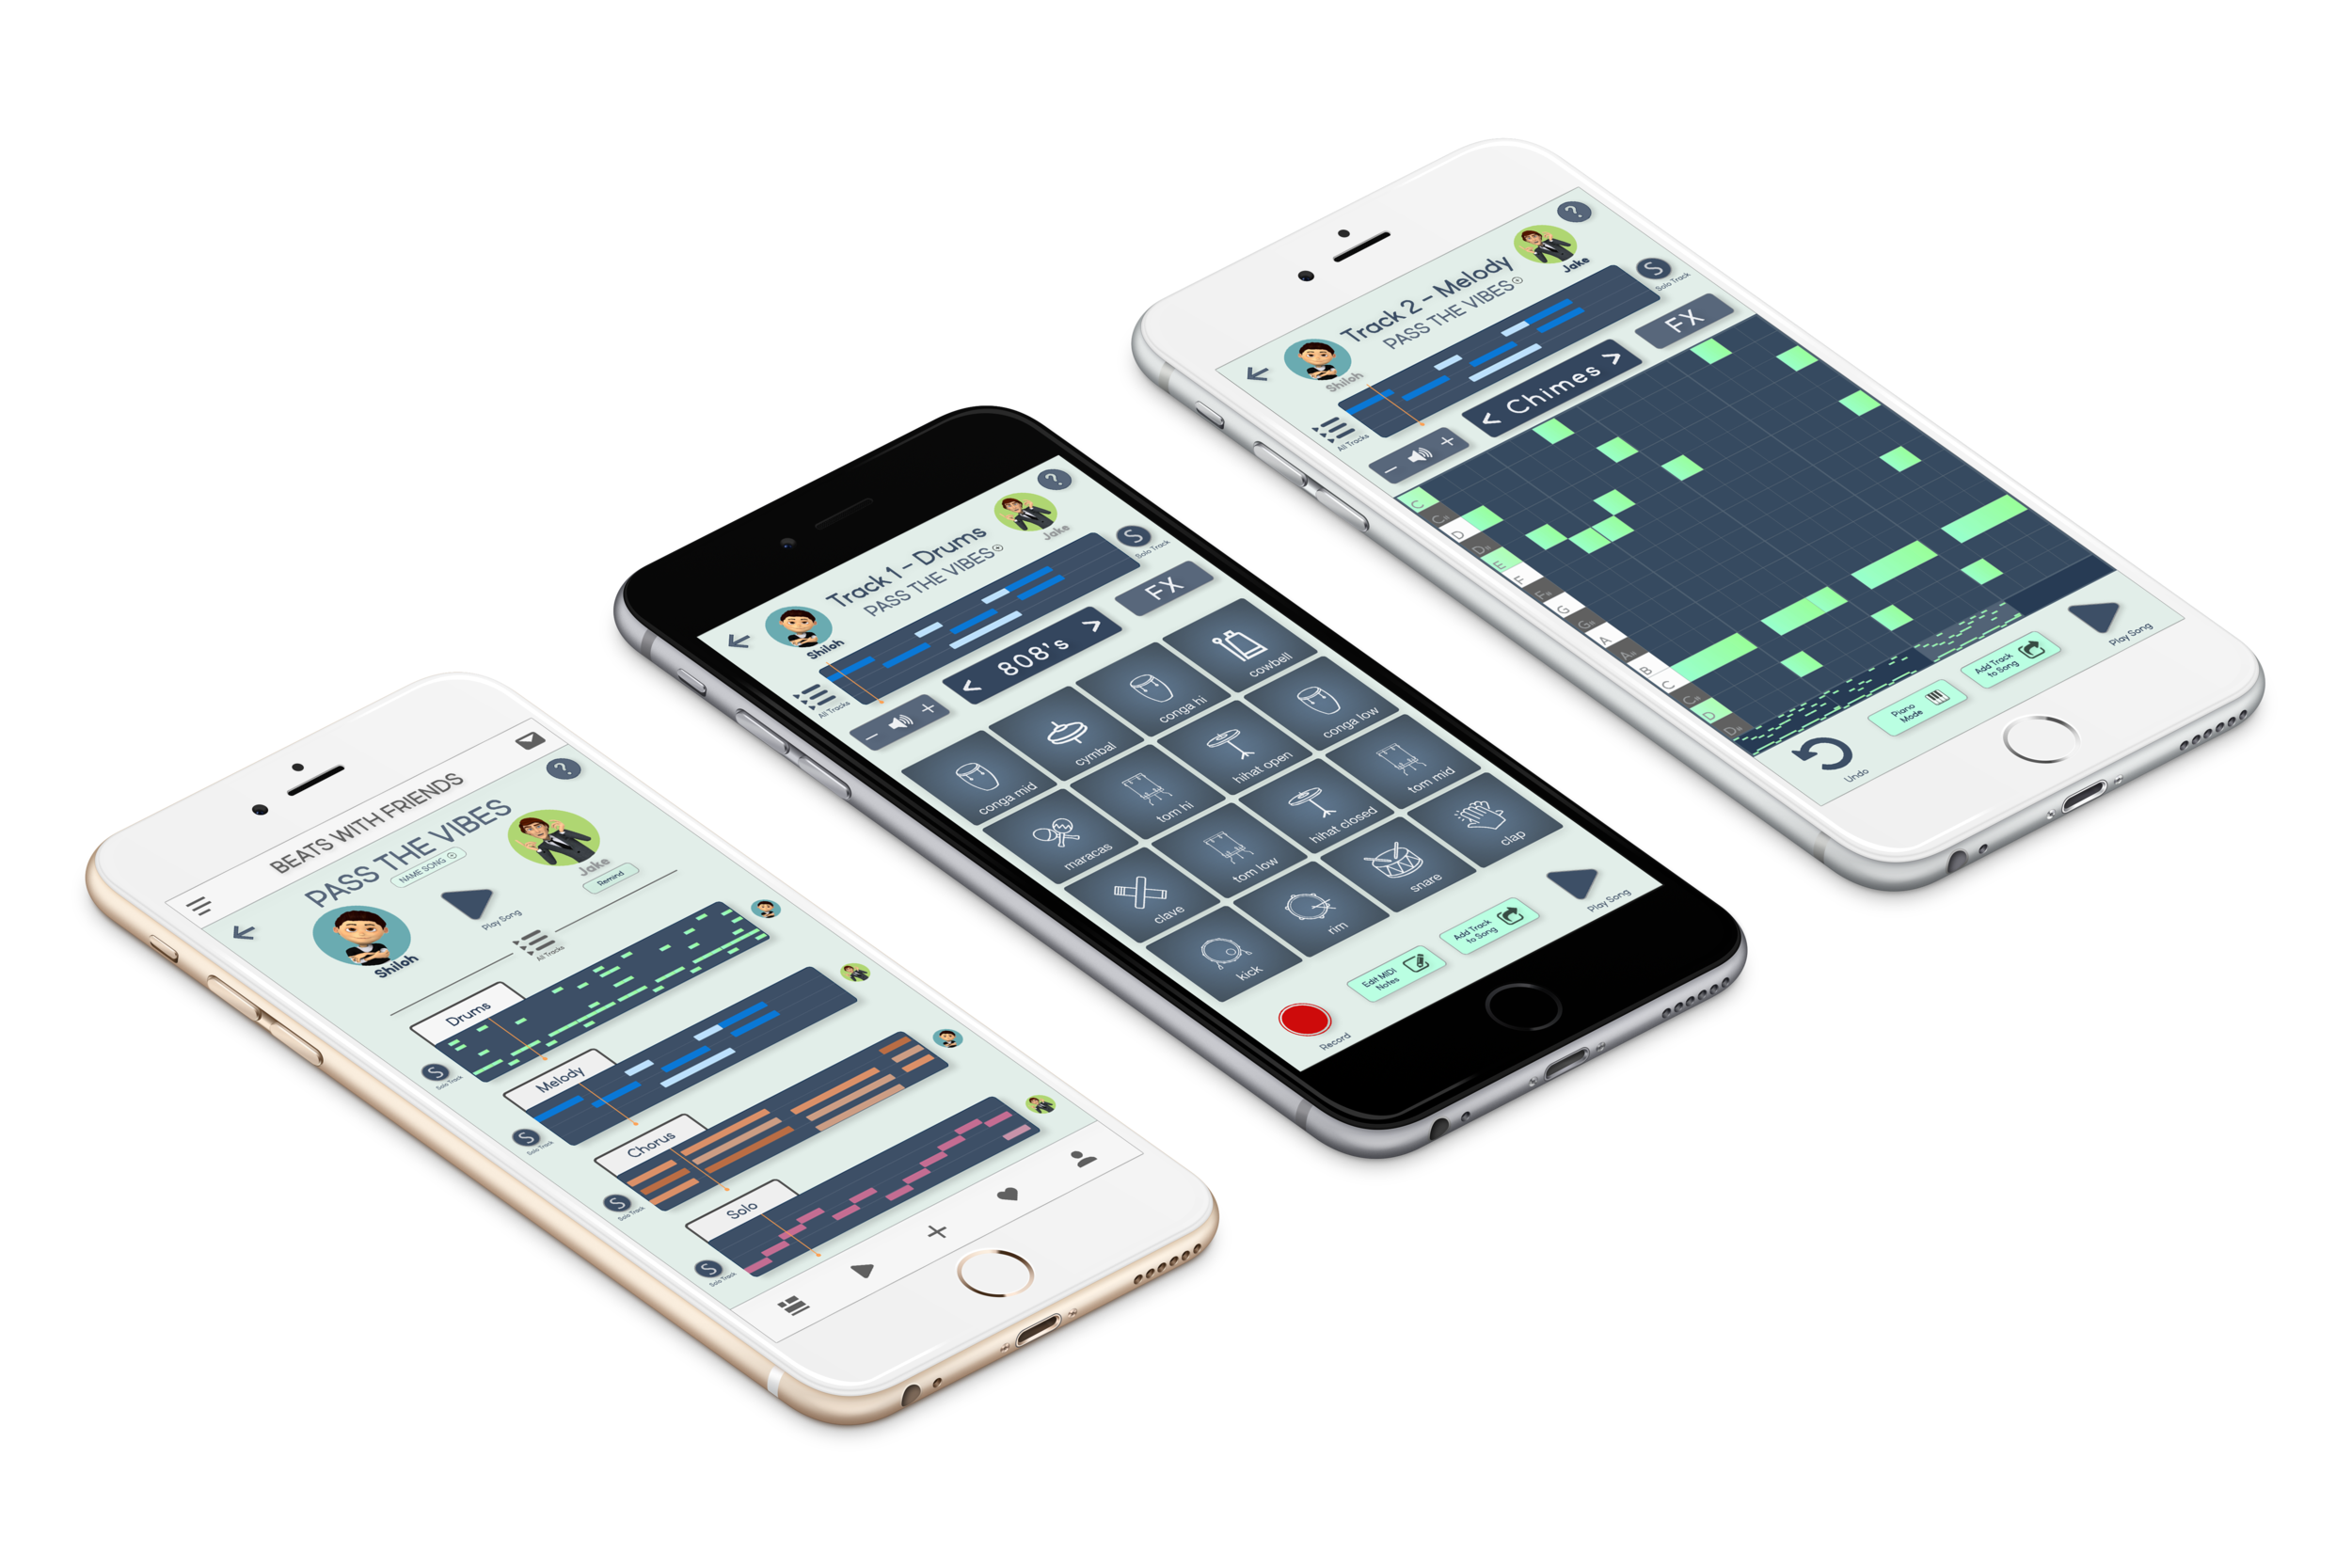 BEATS WITH FRIENDS
PASS THE VIBES
NAME SONG
?
Shiloh
Play Song
Jake
Remind
All Tracks
Drums
S
Solo Track
Melody
S
Solo Track
Chorus
S
Solo Track
Solo
S
Solo Track
Track 1 - Drums
PASS THE VIBES
?
Shiloh
Jake
All Tracks
S
Solo Track
− +
< 808's >
FX
conga mid
cymbal
conga hi
cowbell
maracas
tom hi
hihat open
conga low
clave
tom low
hihat closed
tom mid
kick
rim
snare
clap
Record
Edit MIDI
Notes
Add Track
to Song
Play Song
Track 2 - Melody
PASS THE VIBES
?
Shiloh
Jake
All Tracks
S
Solo Track
− +
< Chimes >
FX
C
C#
D
D#
E
F
F#
G
G#
A
A#
B
C
C#
D
D#
Undo
Piano
Mode
Add Track
to Song
Play Song